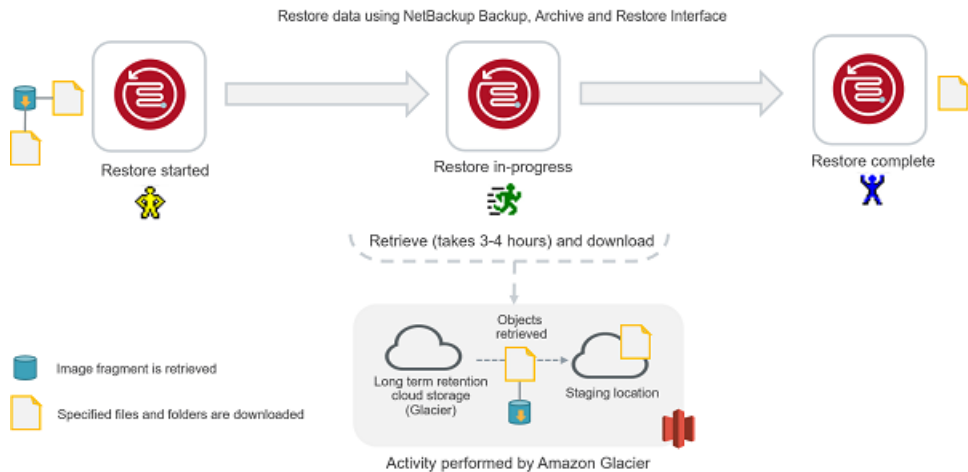 Restore data using NetBackup Backup, Archive and Restore Interface
Restore started
Restore in-progress
Restore complete
Retrieve (takes 3-4 hours) and download
Objects
retrieved
Long term retention
cloud storage
(Glacier)
Staging location
Image fragment is retrieved
Specified files and folders are downloaded
Activity performed by Amazon Glacier